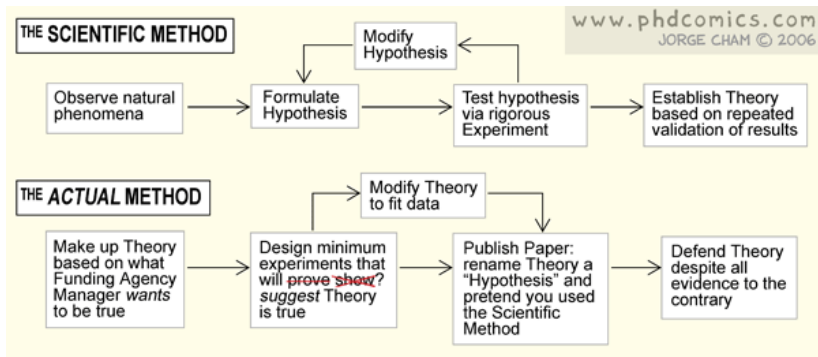 www.phdcomics.com
JORGE CHAM © 2006
THE SCIENTIFIC METHOD
Modify
Hypothesis
Observe natural
phenomena
Formulate
Hypothesis
Test hypothesis
via rigorous
Experiment
Establish Theory
based on repeated
validation of results
THE ACTUAL METHOD
Modify Theory
to fit data
Make up Theory
based on what
Funding Agency
Manager wants
to be true
Design minimum
experiments that
will prove show?
suggest Theory
is true
Publish Paper:
rename Theory a
“Hypothesis” and
pretend you used
the Scientific
Method
Defend Theory
despite all
evidence to the
contrary